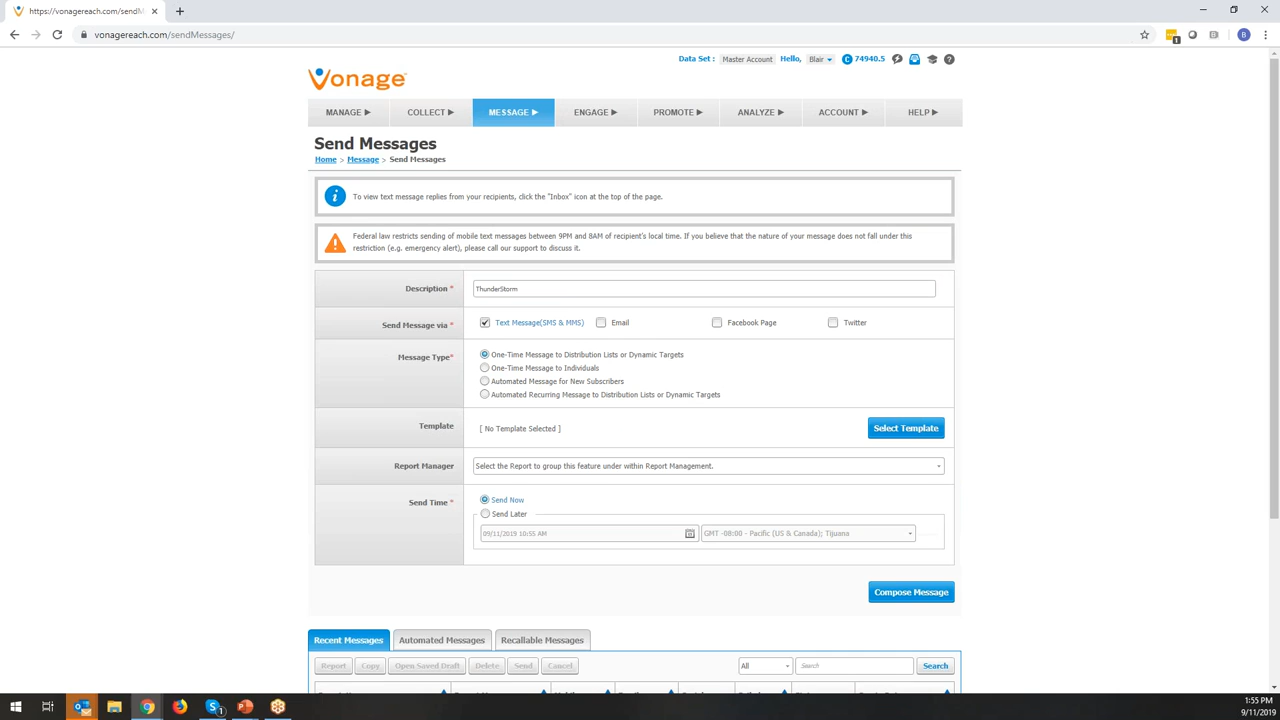 https://vonagereach.com/sendM
vonagereach.com/sendMessages/
1
B
Data Set : Master Account Hello, Blair C 74940.5
Vonage
MANAGE COLLECT MESSAGE ENGAGE PROMOTE ANALYZE ACCOUNT HELP
Send Messages
Home > Message > Send Messages
To view text message replies from your recipients, click the "Inbox" icon at the top of the page.
Federal law restricts sending of mobile text messages between 9PM and 8AM of recipient's local time. If you believe that the nature of your message does not fall under this
restriction (e.g. emergency alert), please call our support to discuss it.
Description * ThunderStorm
Send Message via * Text Message(SMS & MMS) Email Facebook Page Twitter
Message Type* One-Time Message to Distribution Lists or Dynamic Targets
One-Time Message to Individuals
Automated Message for New Subscribers
Automated Recurring Message to Distribution Lists or Dynamic Targets
Template [ No Template Selected ] Select Template
Report Manager Select the Report to group this feature under within Report Management.
Send Time * Send Now
Send Later
09/11/2019 10:55 AM GMT -08:00 - Pacific (US & Canada); Tijuana
Compose Message
Recent Messages Automated Messages Recallable Messages
Report Copy Open Saved Draft Delete Send Cancel All Search Search
1:55 PM
9/11/2019